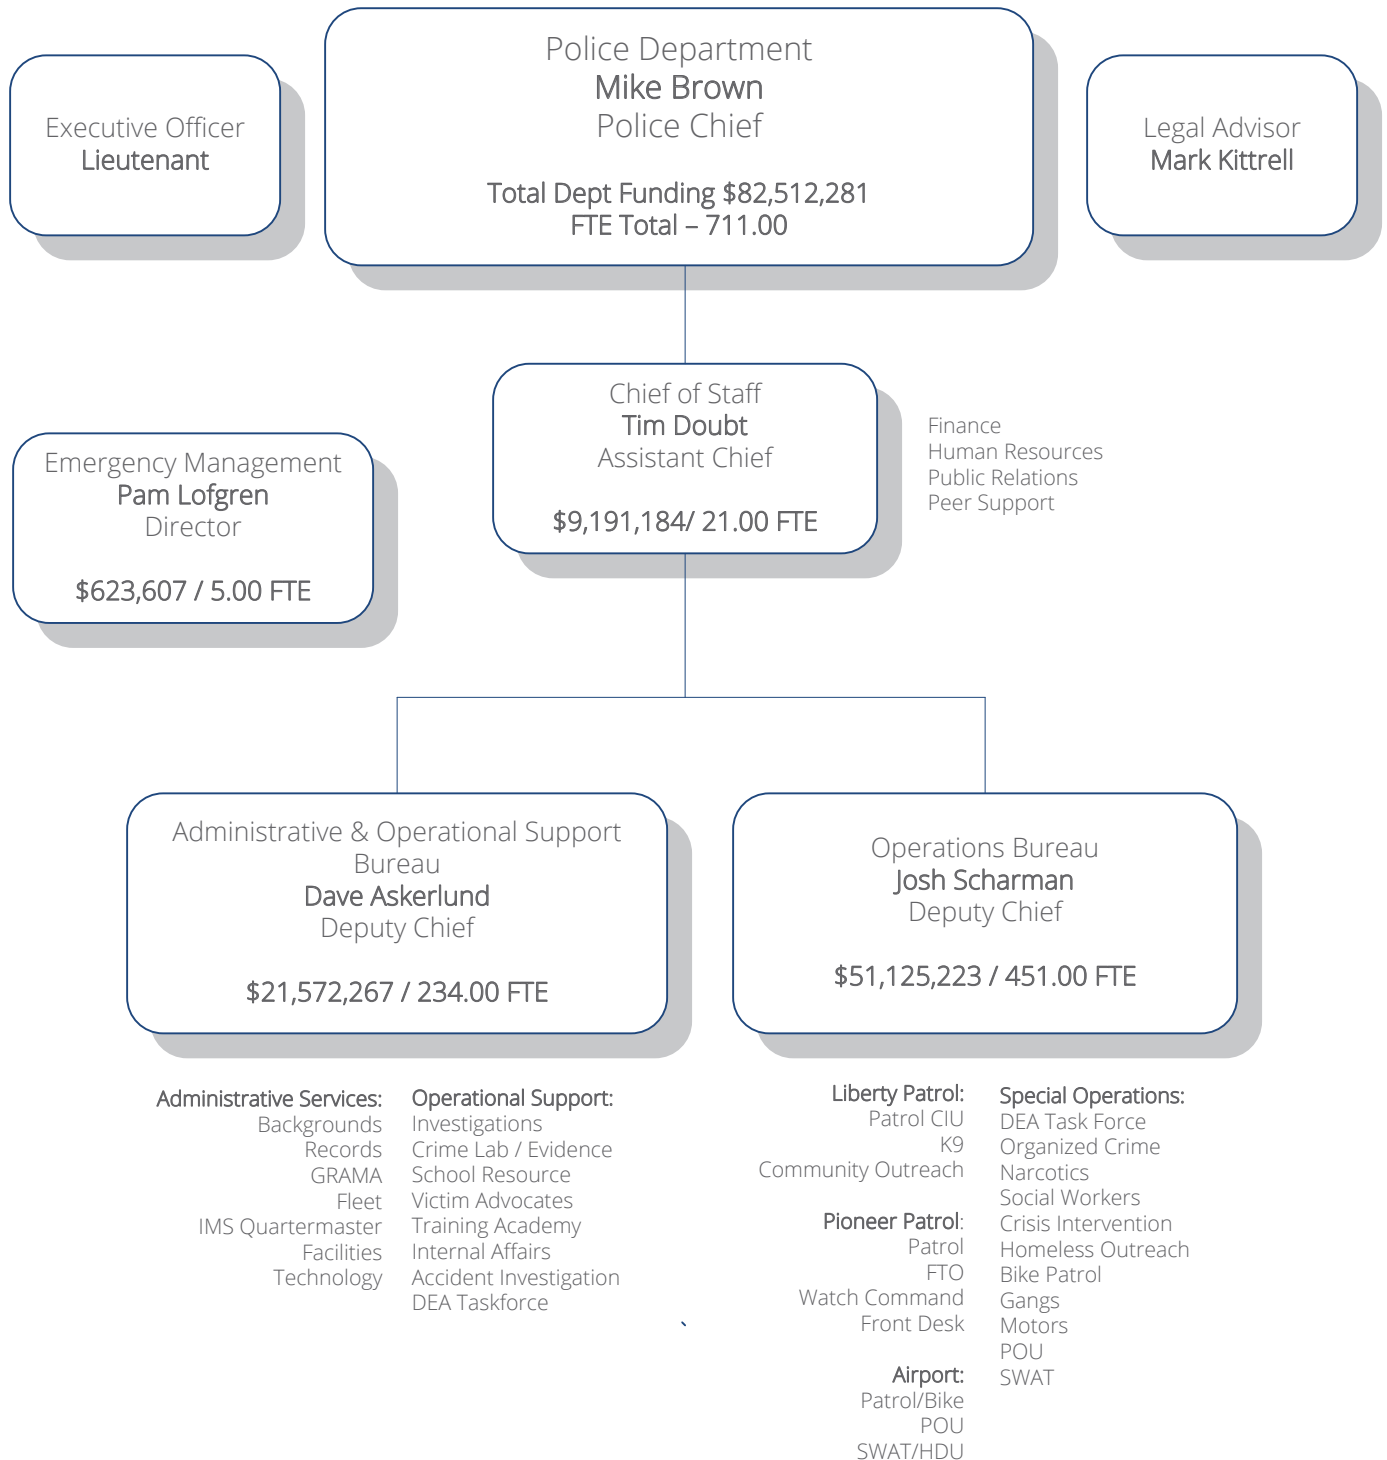 Police Department
Mike Brown
Police Chief
Total Dept Funding $82,512,281
FTE Total – 711.00
Executive Officer
Lieutenant
Legal Advisor
Mark Kittrell
Chief of Staff
Tim Doubt
Assistant Chief
$9,191,184/ 21.00 FTE
Finance
Human Resources
Public Relations
Peer Support
Emergency Management
Pam Lofgren
Director
$623,607 / 5.00 FTE
Administrative & Operational Support
Bureau
Dave Askerlund
Deputy Chief
$21,572,267 / 234.00 FTE
Operations Bureau
Josh Scharman
Deputy Chief
$51,125,223 / 451.00 FTE
Administrative Services:
Backgrounds
Records
GRAMA
Fleet
IMS Quartermaster
Facilities
Technology
Operational Support:
Investigations
Crime Lab / Evidence
School Resource
Victim Advocates
Training Academy
Internal Affairs
Accident Investigation
DEA Taskforce
Liberty Patrol:
Patrol CIU
K9
Community Outreach
Pioneer Patrol:
Patrol
FTO
Watch Command
Front Desk
Airport:
Patrol/Bike
POU
SWAT/HDU
Special Operations:
DEA Task Force
Organized Crime
Narcotics
Social Workers
Crisis Intervention
Homeless Outreach
Bike Patrol
Gangs
Motors
POU
SWAT